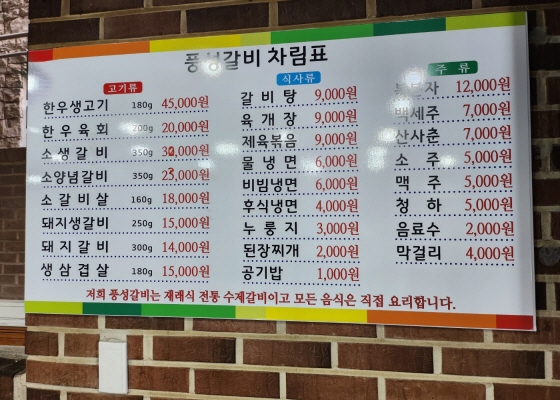 풍성갈비 차림표
고기류
한우생고기 180g 45,000원
한우육회 200g 20,000원
소생갈비 350g 원
소양념갈비 350g 원
소갈비살 160g 18,000원
돼지생갈비 250g 15,000원
돼지갈비 300g 14,000원
생삼겹살 180g 15,000원
식사류
갈비탕 9,000원
육개장 9,000원
제육볶음 9,000원
물냉면 6,000원
비빔냉면 6,000원
후식냉면 4,000원
누룽지 3,000원
된장찌개 2,000원
공기밥 1,000원
주류
12,000원
백세주 7,000원
산사춘 7,000원
소주 5,000원
맥주 5,000원
청하 5,000원
음료수 2,000원
막걸리 4,000원
저희 풍성갈비는 재래식 전통 수제갈비이고 모든 음식은 직접 요리합니다.